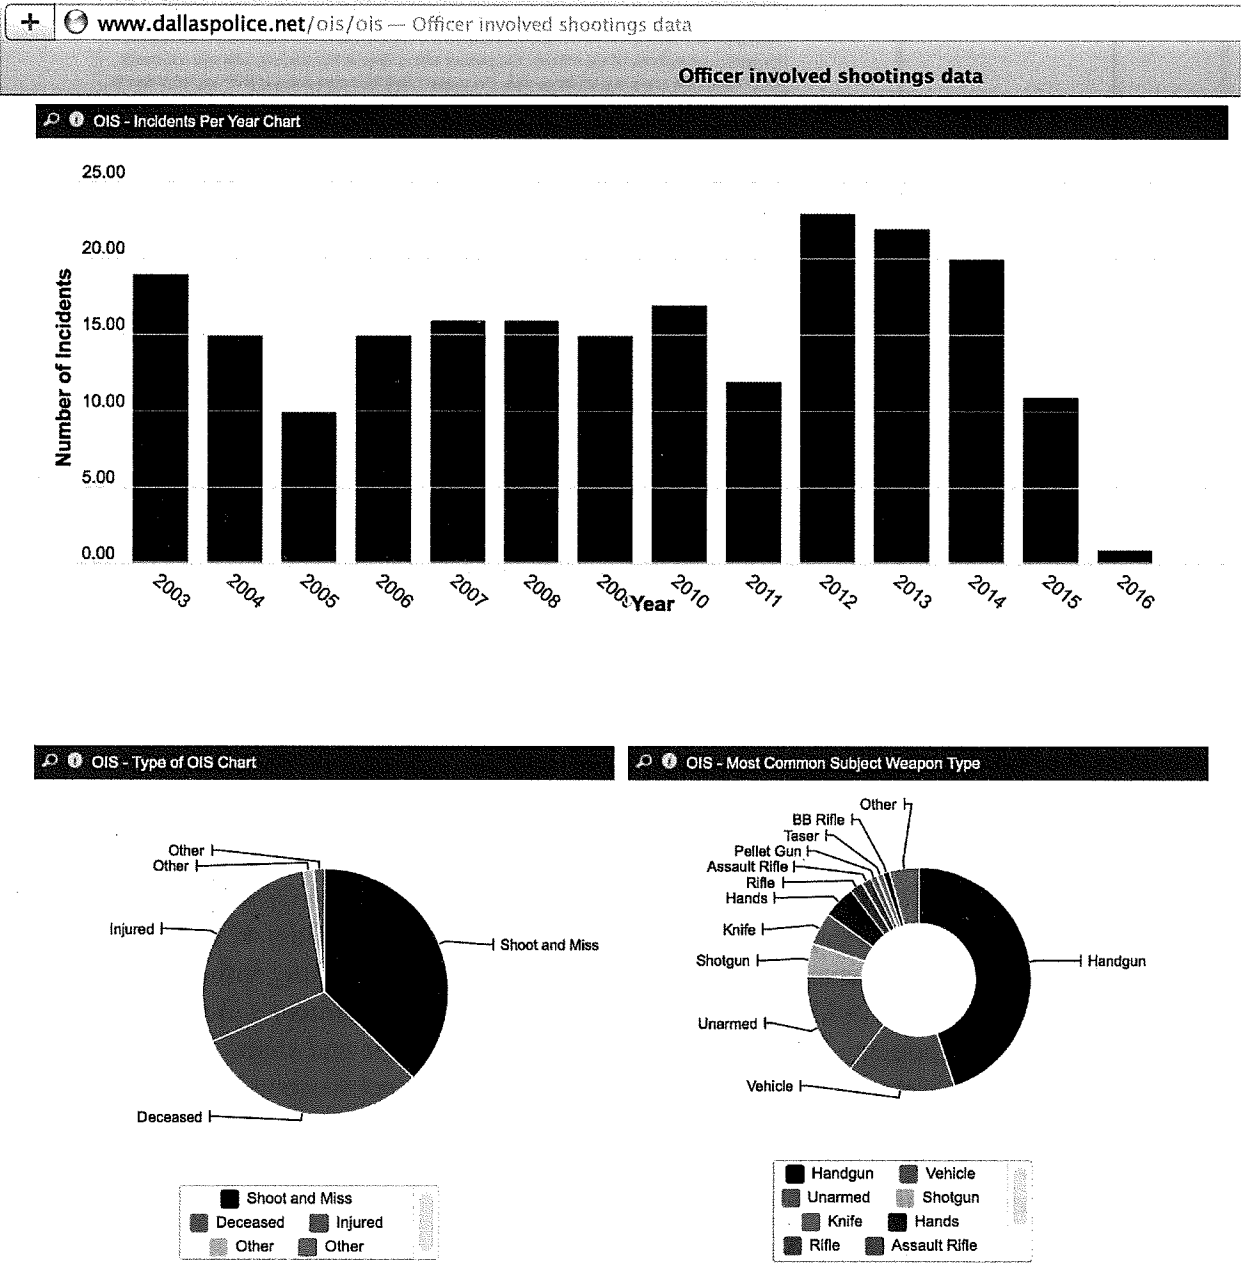 + www.dallaspolice.net/ois/ois — Officer involved shootings data
Officer involved shootings data
OIS - Incidents Per Year Chart
25.00
20.00
15.00
10.00
5.00
0.00
Number of Incidents
2003 2004 2005 2006 2007 2008 2009 2010 2011 2012 2013 2014 2015 2016
Year
OIS - Type of OIS Chart
Other
Other
Injured
Shoot and Miss
Deceased
Shoot and Miss
Deceased Injured
Other Other
OIS - Most Common Subject Weapon Type
Other
BB Rifle
Taser
Pellet Gun
Assault Rifle
Rifle
Hands
Knife
Shotgun
Handgun
Unarmed
Vehicle
Handgun Vehicle
Unarmed Shotgun
Knife Hands
Rifle Assault Rifle